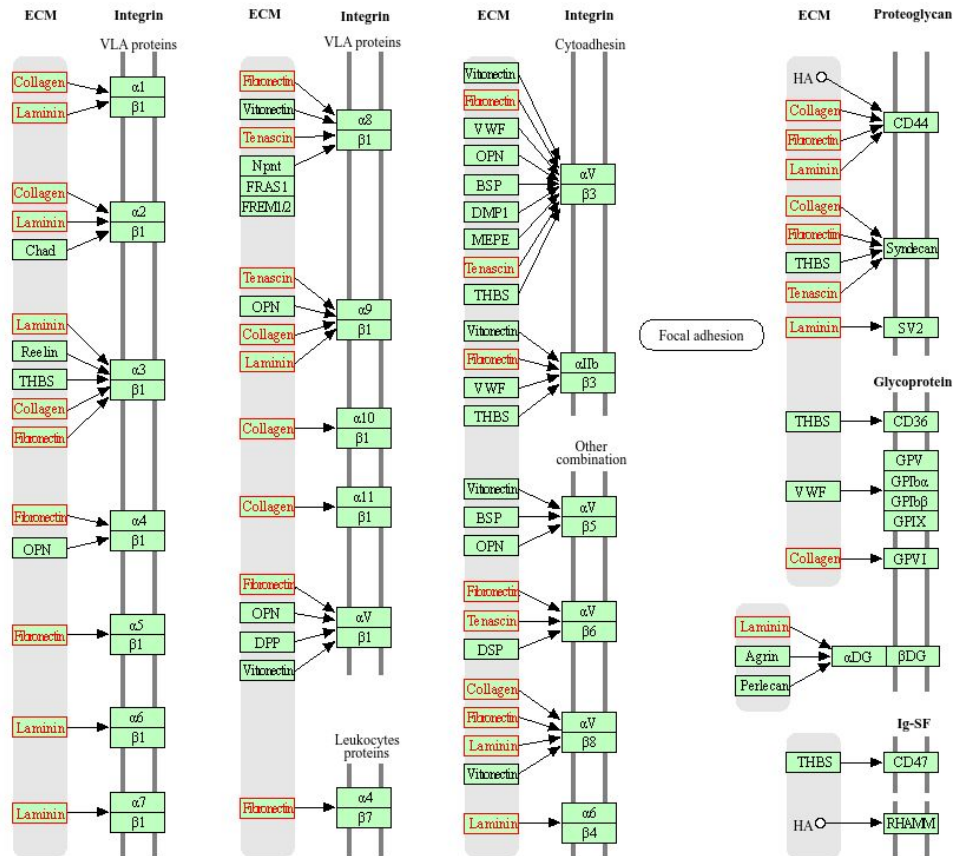 ECM
Integrin
VLA proteins
Collagen
Laminin
α1
β1
Collagen
Laminin
Chad
α2
β1
Laminin
Reelin
THBS
Collagen
Fibronectin
α3
β1
Fibronectin
OPN
α4
β1
Fibronectin
α5
β1
Laminin
α6
β1
Laminin
α7
β1
ECM
Integrin
VLA proteins
Fibronectin
Vitronectin
Tenascin
Npnt
FRAS1
FREM1/2
α8
β1
Tenascin
OPN
Collagen
Laminin
α9
β1
Collagen
α10
β1
Collagen
α11
β1
Fibronectin
OPN
DPP
Vitronectin
αV
β1
Leukocytes
proteins
Fibronectin
α4
β7
ECM
Integrin
Cytoadhesin
Vitronectin
Fibronectin
VWF
OPN
BSP
DMP1
MEPE
Tenascin
THBS
αV
β3
Vitronectin
Fibronectin
VWF
THBS
αIIb
β3
Other
combination
Vitronectin
BSP
OPN
αV
β5
Fibronectin
Tenascin
DSP
αV
β6
Collagen
Fibronectin
Laminin
Vitronectin
αV
β8
Laminin
α6
β4
Focal adhesion
ECM
Proteoglycan
HA
Collagen
Fibronectin
Laminin
CD44
Collagen
Fibronectin
THBS
Tenascin
Syndecan
Laminin
SV2
Glycoprotein
THBS
CD36
VWF
GPV
GPIbα
GPIbβ
GPIX
Collagen
GPVI
Laminin
Agrin
Perlecan
αDG
βDG
Ig-SF
THBS
CD47
HA
RHAMM